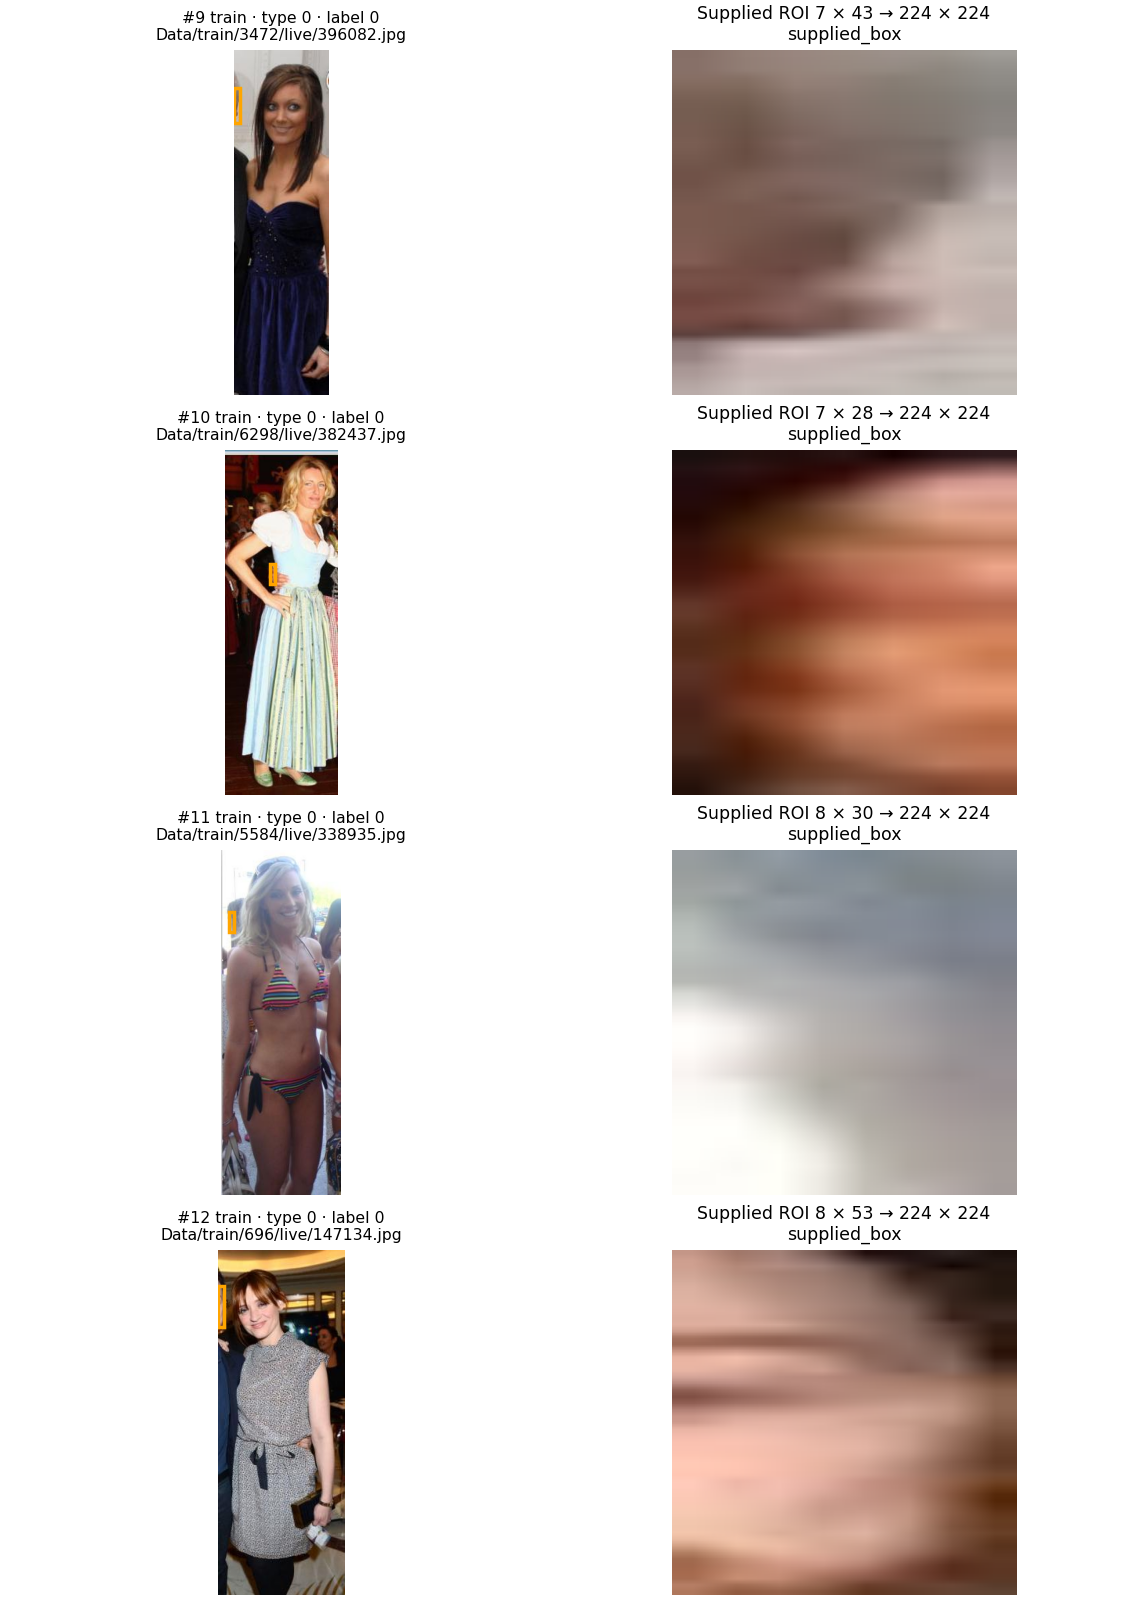 #9 train · type 0 · label 0
Data/train/3472/live/396082.jpg
Supplied ROI 7 × 43 → 224 × 224
supplied_box
#10 train · type 0 · label 0
Data/train/6298/live/382437.jpg
Supplied ROI 7 × 28 → 224 × 224
supplied_box
#11 train · type 0 · label 0
Data/train/5584/live/338935.jpg
Supplied ROI 8 × 30 → 224 × 224
supplied_box
#12 train · type 0 · label 0
Data/train/696/live/147134.jpg
Supplied ROI 8 × 53 → 224 × 224
supplied_box